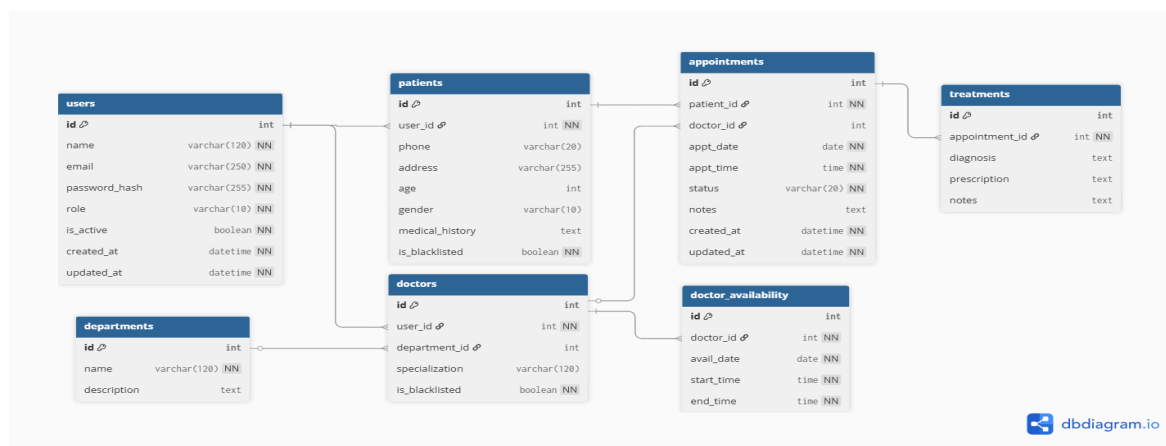 users
id int
name varchar(120) NN
email varchar(250) NN
password_hash varchar(255) NN
role varchar(10) NN
is_active boolean NN
created_at datetime NN
updated_at datetime NN
departments
id int
name varchar(120) NN
description text
patients
id int
user_id int NN
phone varchar(20)
address varchar(255)
age int
gender varchar(10)
medical_history text
is_blacklisted boolean NN
doctors
id int
user_id int NN
department_id int
specialization varchar(120)
is_blacklisted boolean NN
appointments
id int
patient_id int NN
doctor_id int
appt_date date NN
appt_time time NN
status varchar(20) NN
notes text
created_at datetime NN
updated_at datetime NN
doctor_availability
id int
doctor_id int NN
avail_date date NN
start_time time NN
end_time time NN
treatments
id int
appointment_id int NN
diagnosis text
prescription text
notes text
dbdiagram.io